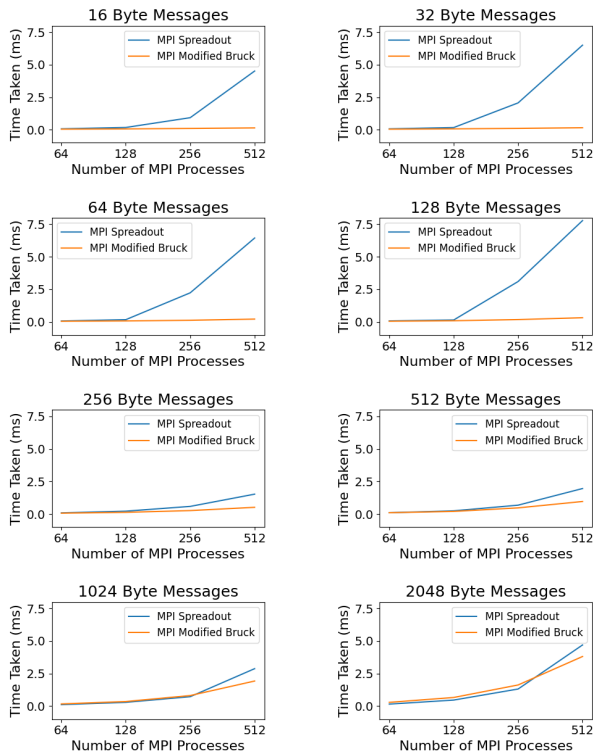 16 Byte Messages
Time Taken (ms)
7.5
5.0
2.5
0.0
MPI Spreadout
MPI Modified Bruck
64 128 256 512
Number of MPI Processes
32 Byte Messages
Time Taken (ms)
7.5
5.0
2.5
0.0
MPI Spreadout
MPI Modified Bruck
64 128 256 512
Number of MPI Processes
64 Byte Messages
Time Taken (ms)
7.5
5.0
2.5
0.0
MPI Spreadout
MPI Modified Bruck
64 128 256 512
Number of MPI Processes
128 Byte Messages
Time Taken (ms)
7.5
5.0
2.5
0.0
MPI Spreadout
MPI Modified Bruck
64 128 256 512
Number of MPI Processes
256 Byte Messages
Time Taken (ms)
7.5
5.0
2.5
0.0
MPI Spreadout
MPI Modified Bruck
64 128 256 512
Number of MPI Processes
512 Byte Messages
Time Taken (ms)
7.5
5.0
2.5
0.0
MPI Spreadout
MPI Modified Bruck
64 128 256 512
Number of MPI Processes
1024 Byte Messages
Time Taken (ms)
7.5
5.0
2.5
0.0
MPI Spreadout
MPI Modified Bruck
64 128 256 512
Number of MPI Processes
2048 Byte Messages
Time Taken (ms)
7.5
5.0
2.5
0.0
MPI Spreadout
MPI Modified Bruck
64 128 256 512
Number of MPI Processes